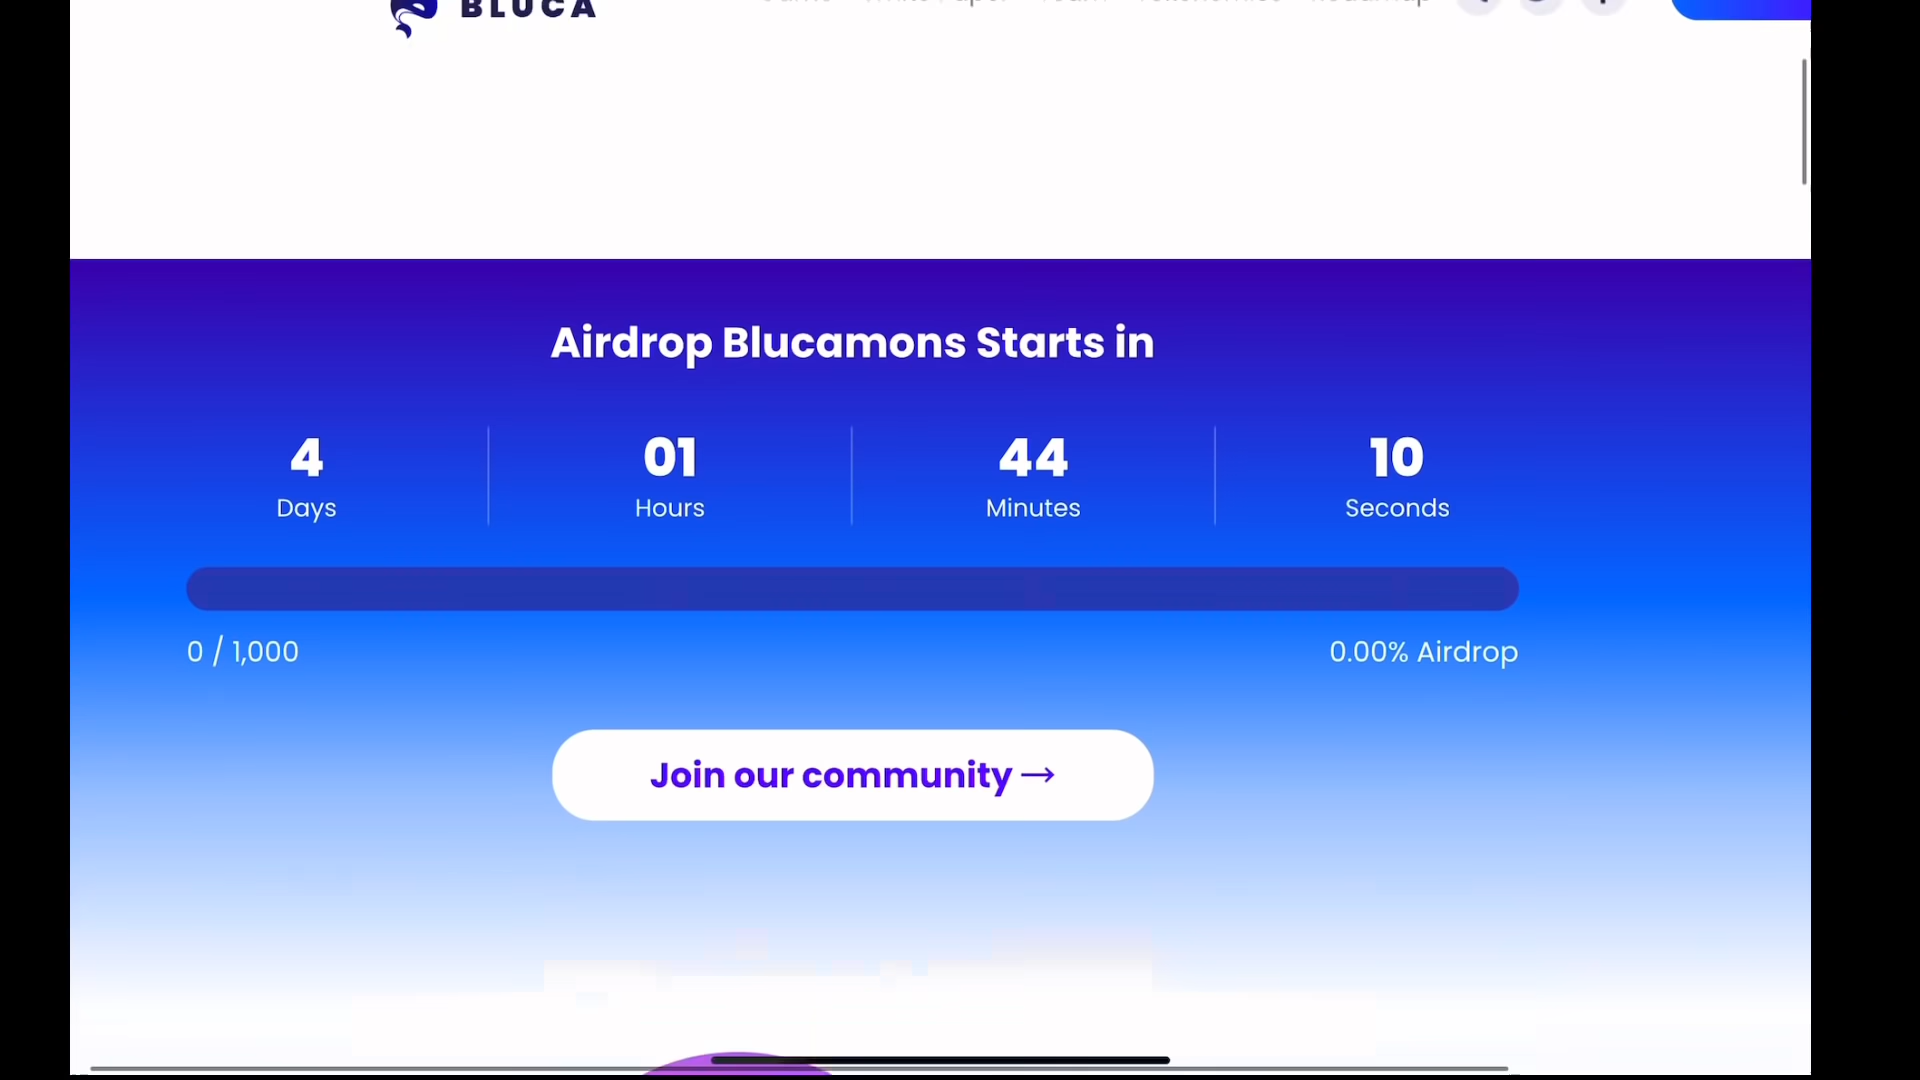 BLUCA
Airdrop Blucamons Starts in
4 01 44 10
Days Hours Minutes Seconds
0 / 1,000 0.00% Airdrop
Join our community →